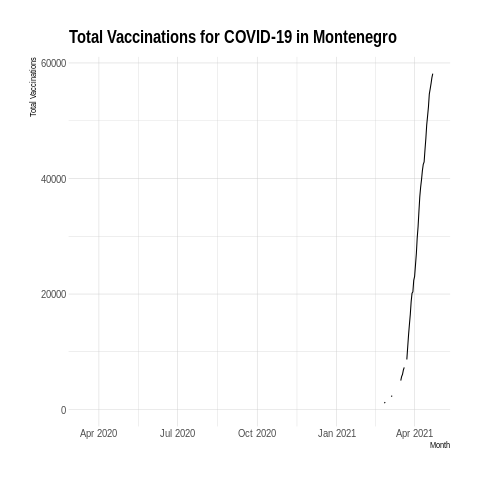 Total Vaccinations for COVID-19 in Montenegro
Total Vaccinations
60000
40000
20000
0
Apr 2020 Jul 2020 Oct 2020 Jan 2021 Apr 2021
Month